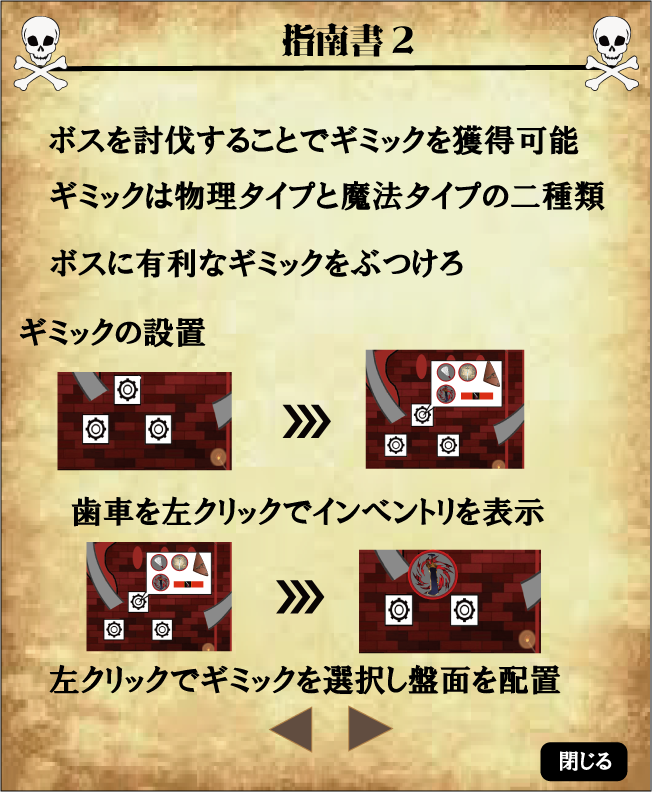 指南書２
ボスを討伐することでギミックを獲得可能
ギミックは物理タイプと魔法タイプの二種類
ボスに有利なギミックをぶつけろ
ギミックの設置
歯車を左クリックでインベントリを表示
左クリックでギミックを選択し盤面を配置
閉じる